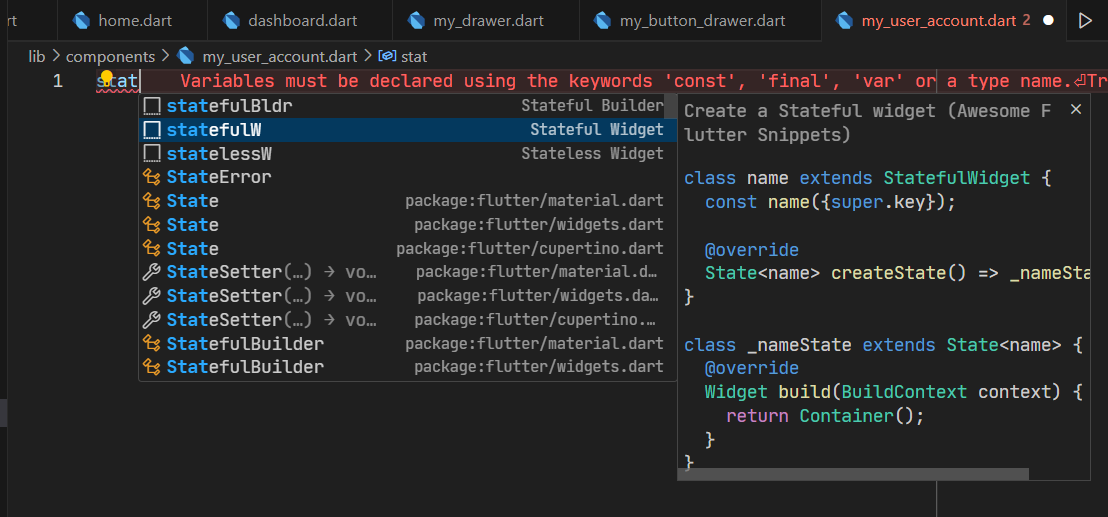 rt home.dart dashboard.dart my_drawer.dart my_button_drawer.dart my_user_account.dart 2
lib > components > my_user_account.dart > stat
1 stat Variables must be declared using the keywords 'const', 'final', 'var' or a type name.⏎Tr
statefulBldr Stateful Builder
statefulW Stateful Widget
statelessW Stateless Widget
StateError
State package:flutter/material.dart
State package:flutter/widgets.dart
State package:flutter/cupertino.dart
StateSetter(…) → vo… package:flutter/material.d…
StateSetter(…) → vo… package:flutter/widgets.da…
StateSetter(…) → vo… package:flutter/cupertino.…
StatefulBuilder package:flutter/material.dart
StatefulBuilder package:flutter/widgets.dart
Create a Stateful widget (Awesome F
lutter Snippets)
class name extends StatefulWidget {
const name({super.key});
@override
State<name> createState() => _nameSta
}
class _nameState extends State<name> {
@override
Widget build(BuildContext context) {
return Container();
}
}